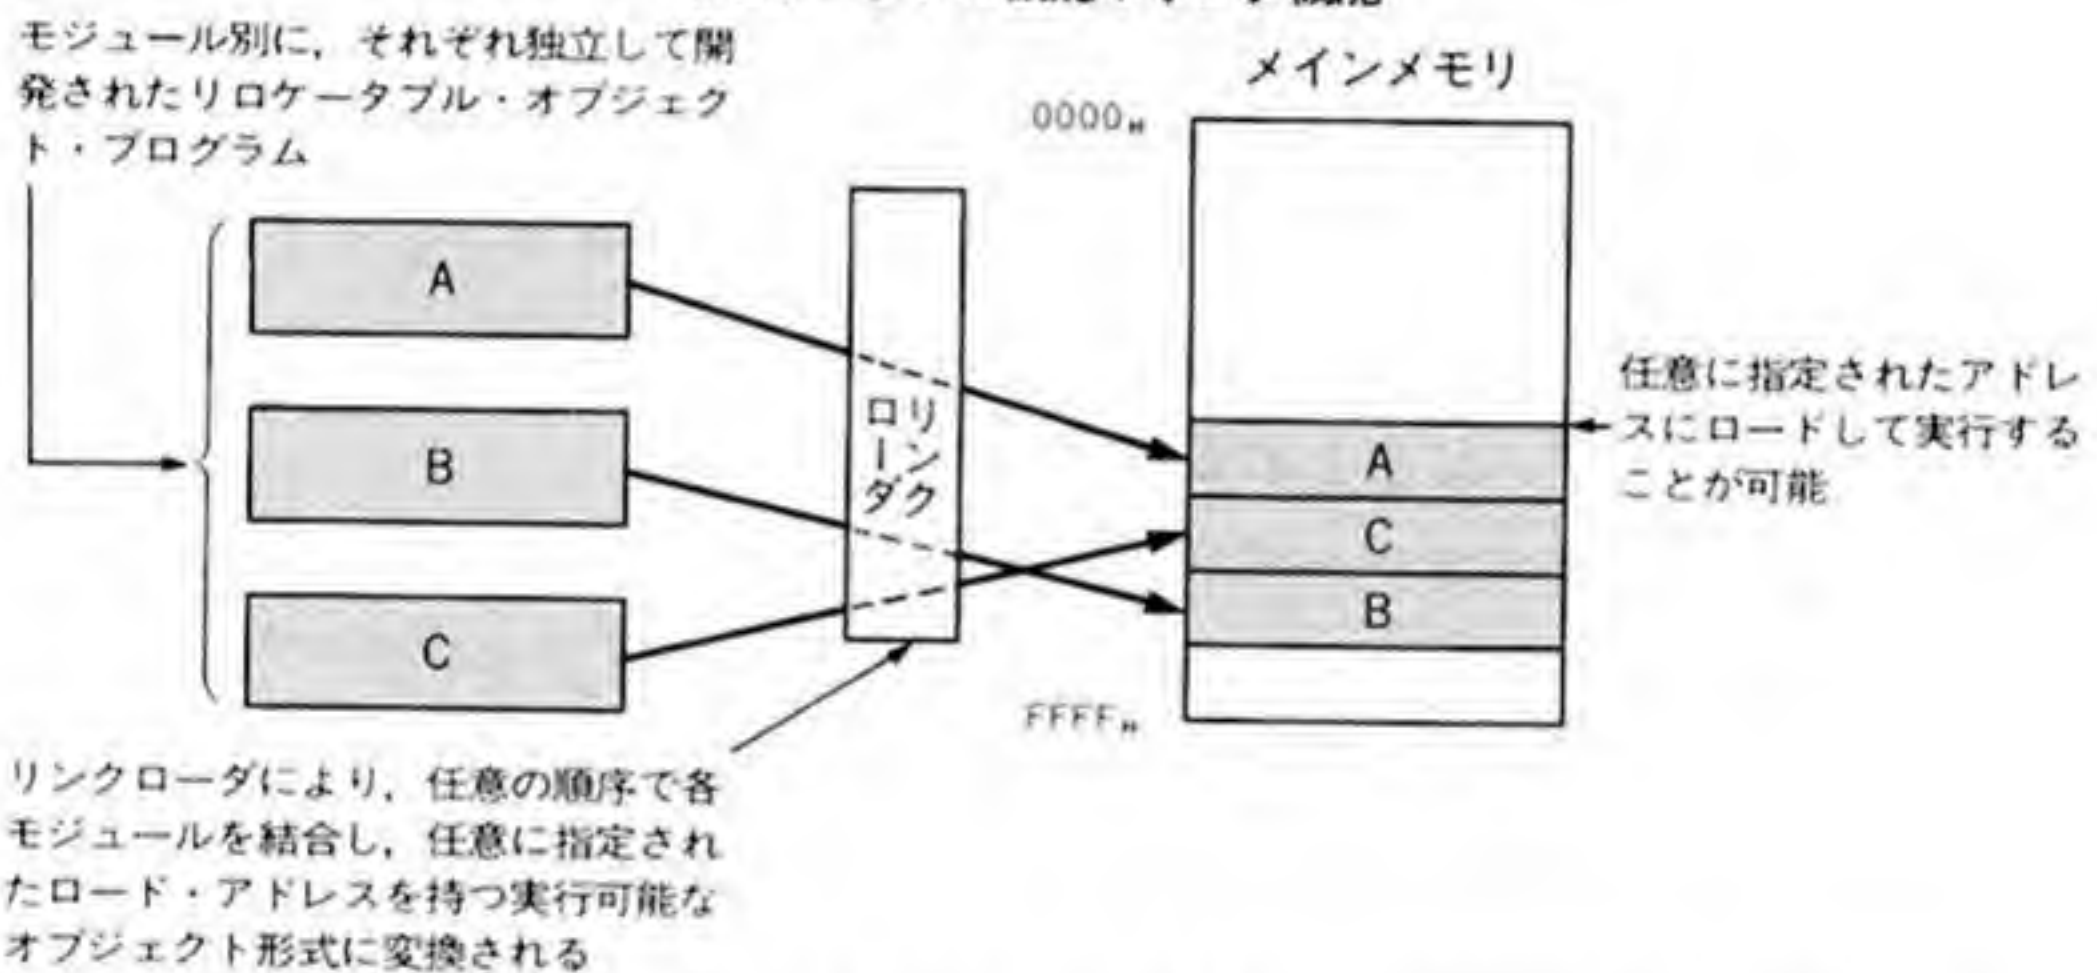 モジュール別に，それぞれ独立して開
発されたリロケータブル・オブジェク
ト・プログラム
メインメモリ
0000H
A
B
C
リンク
ローダ
A
C
B
任意に指定されたアドレ
スにロードして実行する
ことが可能
FFFFH
リンクローダにより，任意の順序で各
モジュールを結合し，任意に指定され
たロード・アドレスを持つ実行可能な
オブジェクト形式に変換される